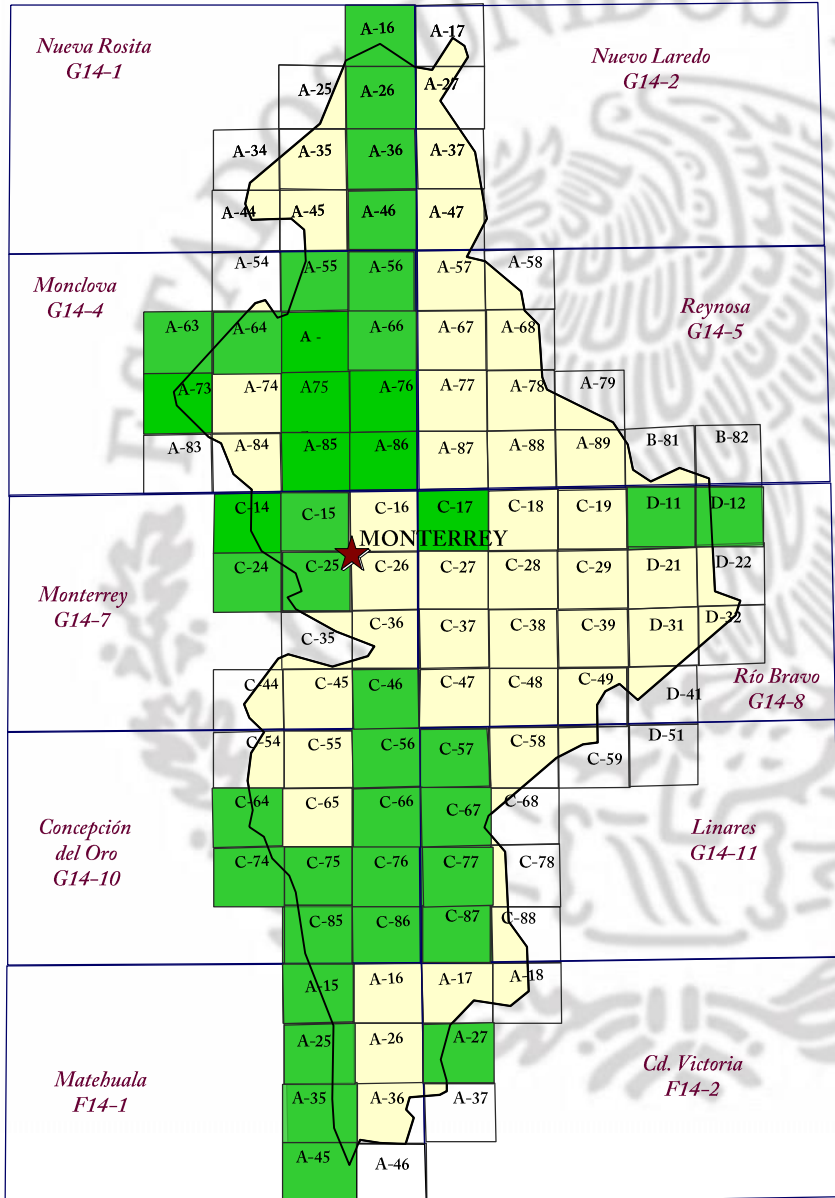 A-16
A-17
Nueva Rosita
G14-1
Nuevo Laredo
G14-2
A-25
A-26
A-27
A-34
A-35
A-36
A-37
A-44
A-45
A-46
A-47
A-54
A-55
A-56
A-57
A-58
Monclova
G14-4
Reynosa
G14-5
A-63
A-64
A -
A-66
A-67
A-68
A-73
A-74
A75
A-76
A-77
A-78
A-79
A-83
A-84
A-85
A-86
A-87
A-88
A-89
B-81
B-82
C-14
C-15
C-16
C-17
C-18
C-19
D-11
D-12
MONTERREY
C-24
C-25
C-26
C-27
C-28
C-29
D-21
D-22
Monterrey
G14-7
C-35
C-36
C-37
C-38
C-39
D-31
D-32
C-44
C-45
C-46
C-47
C-48
C-49
D-41
Río Bravo
G14-8
C-54
C-55
C-56
C-57
C-58
C-59
D-51
C-64
C-65
C-66
C-67
C-68
Concepción
del Oro
G14-10
Linares
G14-11
C-74
C-75
C-76
C-77
C-78
C-85
C-86
C-87
C-88
A-15
A-16
A-17
A-18
A-25
A-26
A-27
Matehuala
F14-1
Cd. Victoria
F14-2
A-35
A-36
A-37
A-45
A-46